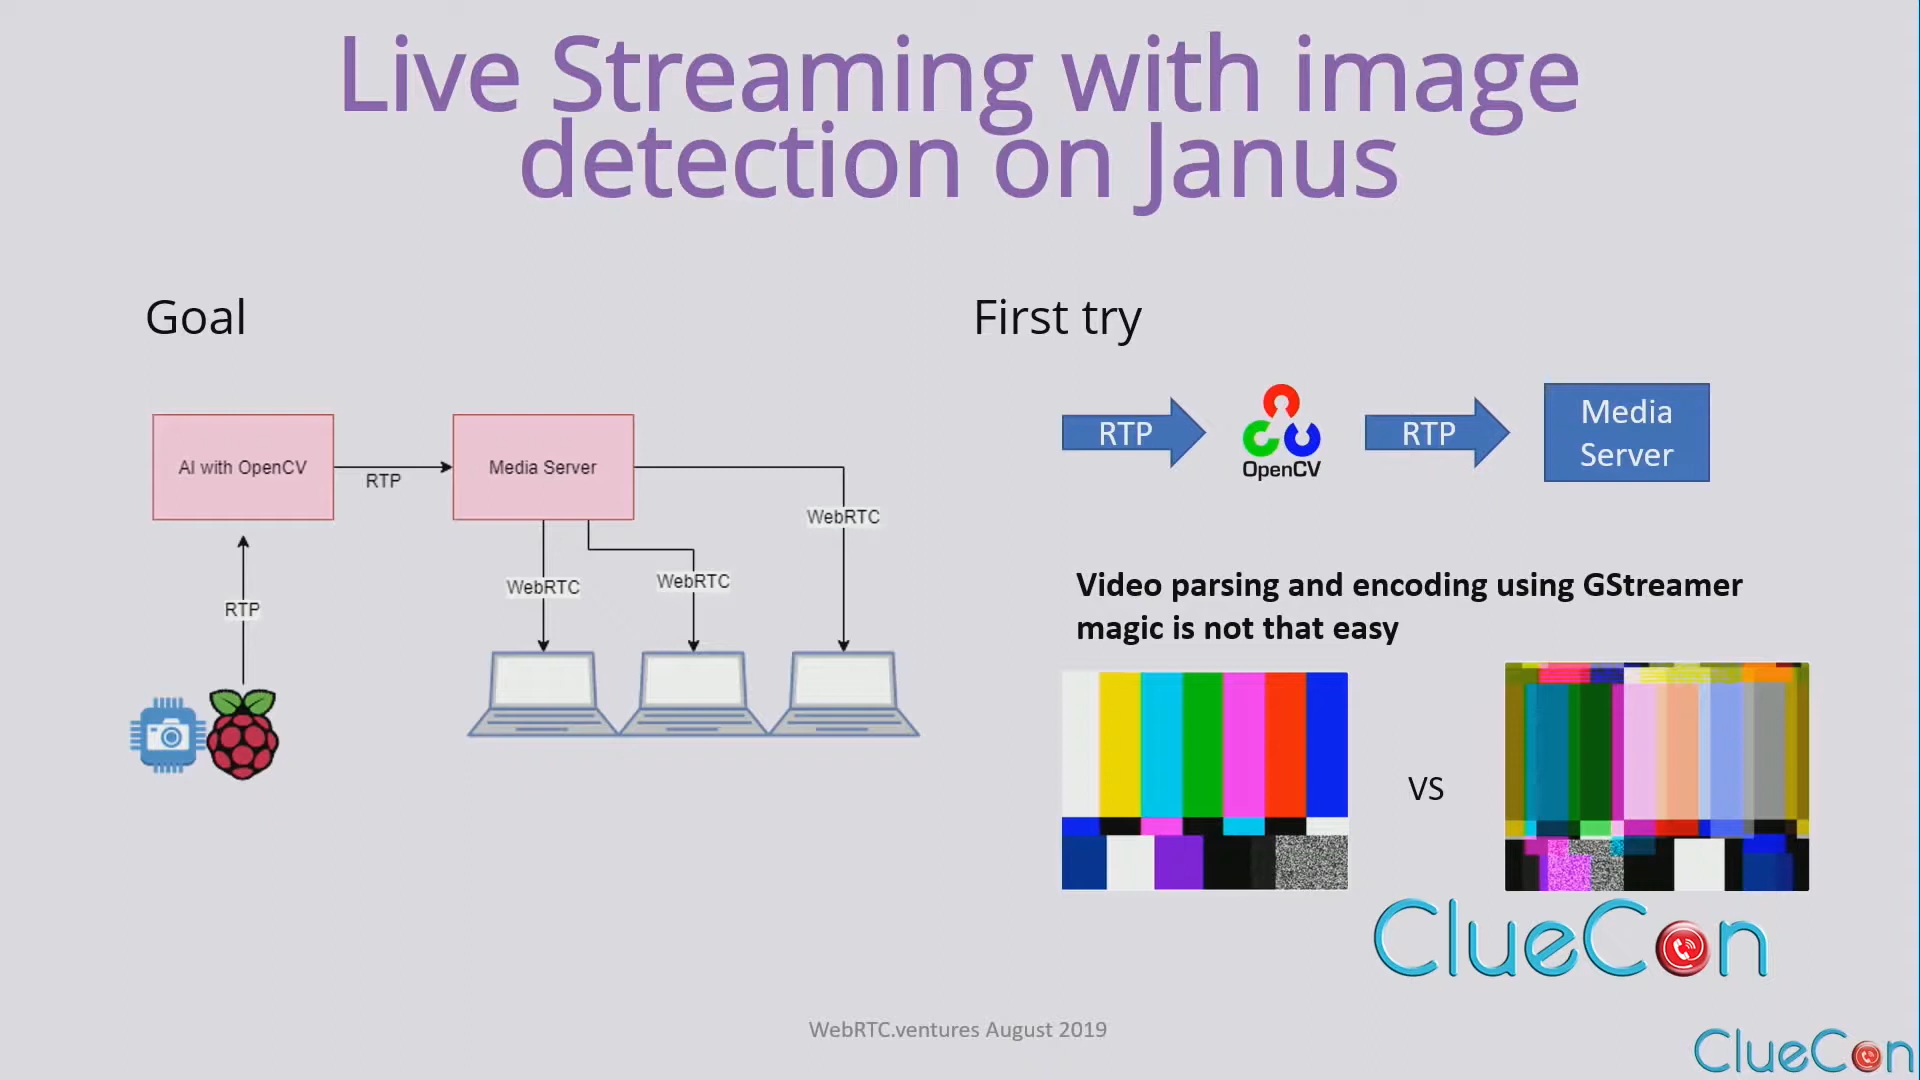 Live Streaming with image
detection on Janus
Goal
AI with OpenCV
RTP
Media Server
WebRTC
WebRTC
WebRTC
RTP
First try
RTP
OpenCV
RTP
Media
Server
Video parsing and encoding using GStreamer
magic is not that easy
VS
ClueCon
WebRTC.ventures August 2019
ClueCon